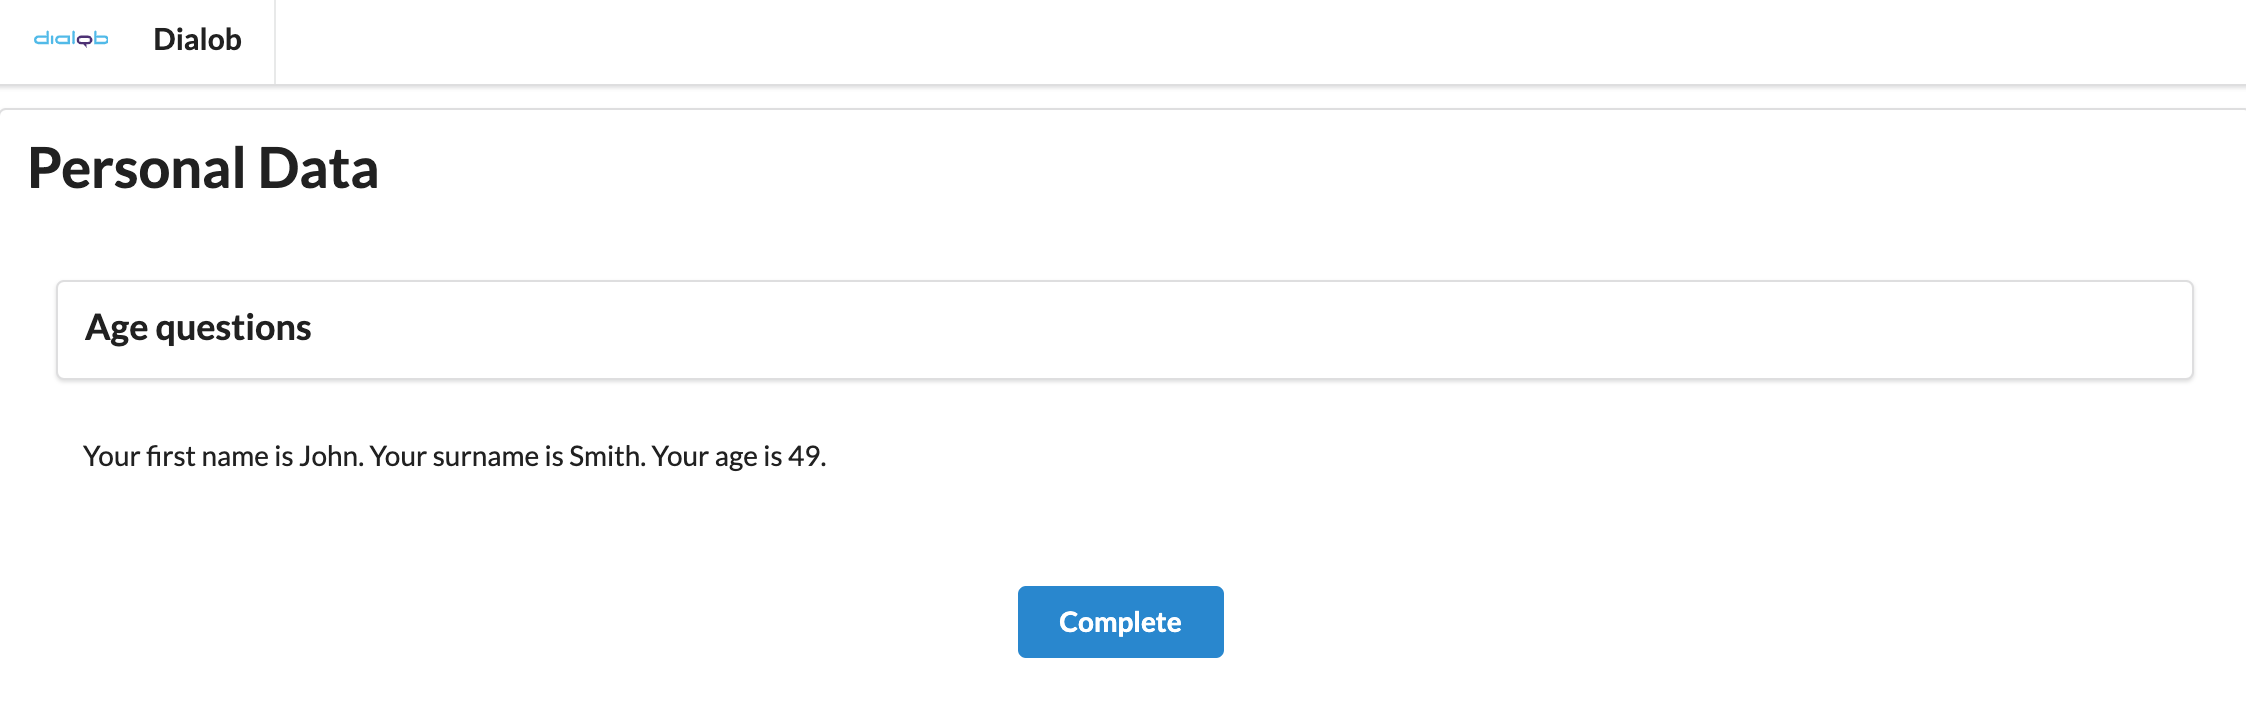 dialob Dialob
Personal Data
Age questions
Your first name is John. Your surname is Smith. Your age is 49.
Complete